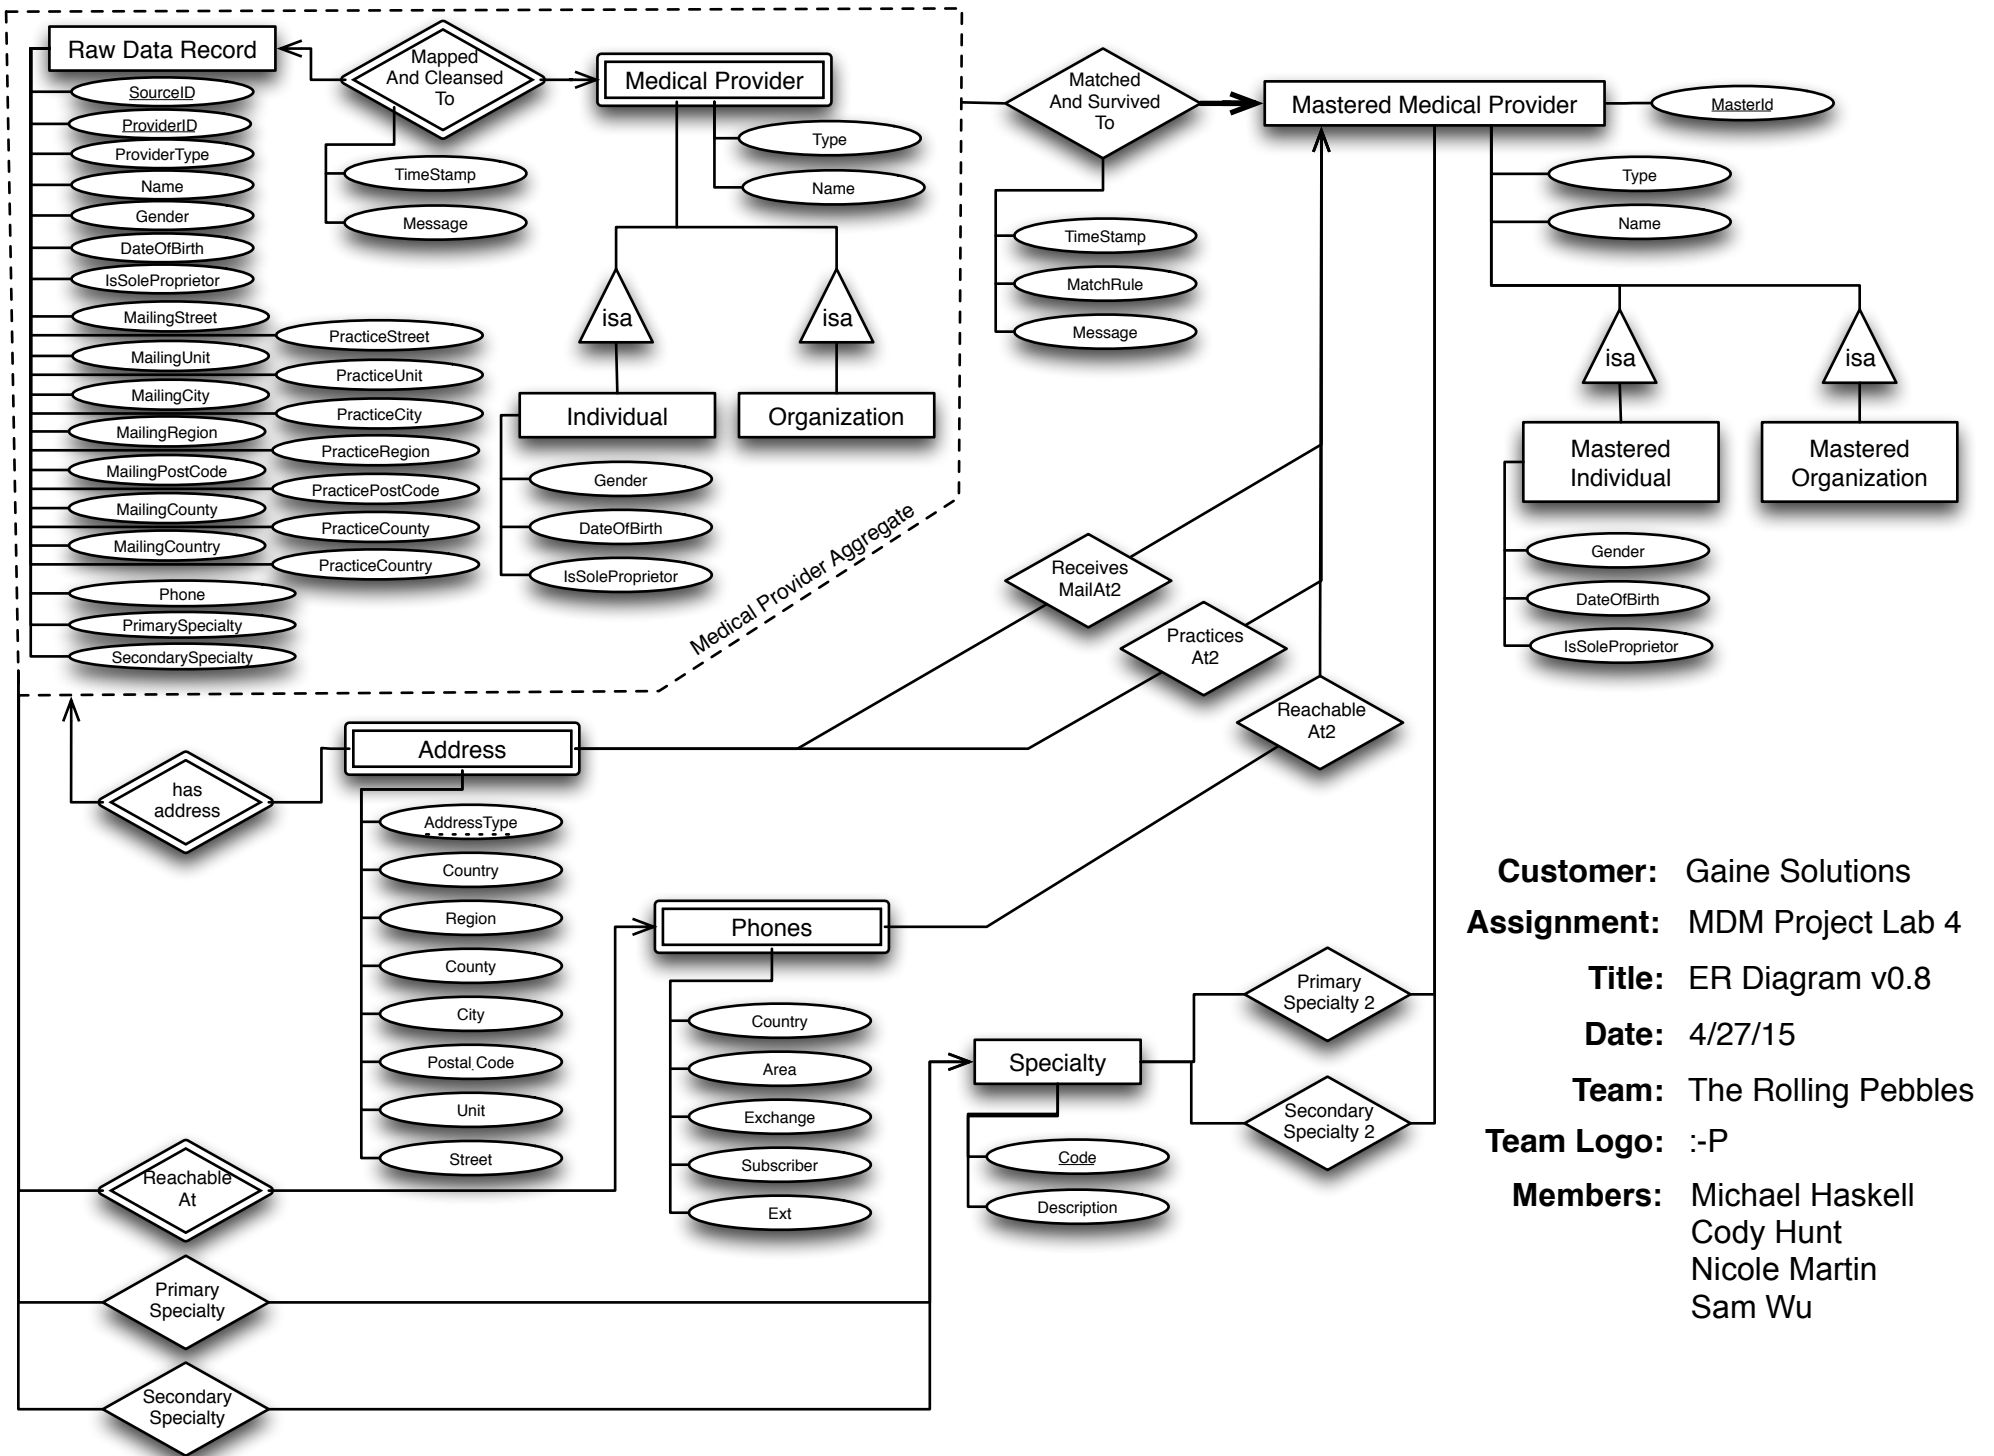 Raw Data Record
SourceID
ProviderID
ProviderType
Name
Gender
DateOfBirth
IsSoleProprietor
MailingStreet
PracticeStreet
MailingUnit
PracticeUnit
MailingCity
PracticeCity
MailingRegion
PracticeRegion
MailingPostCode
PracticePostCode
MailingCounty
PracticeCounty
MailingCountry
PracticeCountry
Phone
PrimarySpecialty
SecondarySpecialty
Mapped
And Cleansed
To
TimeStamp
Message
Medical Provider
Type
Name
isa
isa
Individual
Organization
Gender
DateOfBirth
IsSoleProprietor
Medical Provider Aggregate
Matched
And Survived
To
TimeStamp
MatchRule
Message
Mastered Medical Provider
MasterId
Type
Name
isa
isa
Mastered
Individual
Mastered
Organization
Gender
DateOfBirth
IsSoleProprietor
Receives
MailAt2
Practices
At2
Reachable
At2
has
address
Address
AddressType
Country
Region
County
City
Postal Code
Unit
Street
Phones
Country
Area
Exchange
Subscriber
Ext
Specialty
Code
Description
Primary
Specialty 2
Secondary
Specialty 2
Reachable
At
Primary
Specialty
Secondary
Specialty
Customer: Gaine Solutions
Assignment: MDM Project Lab 4
Title: ER Diagram v0.8
Date: 4/27/15
Team: The Rolling Pebbles
Team Logo: :-P
Members: Michael Haskell
Cody Hunt
Nicole Martin
Sam Wu